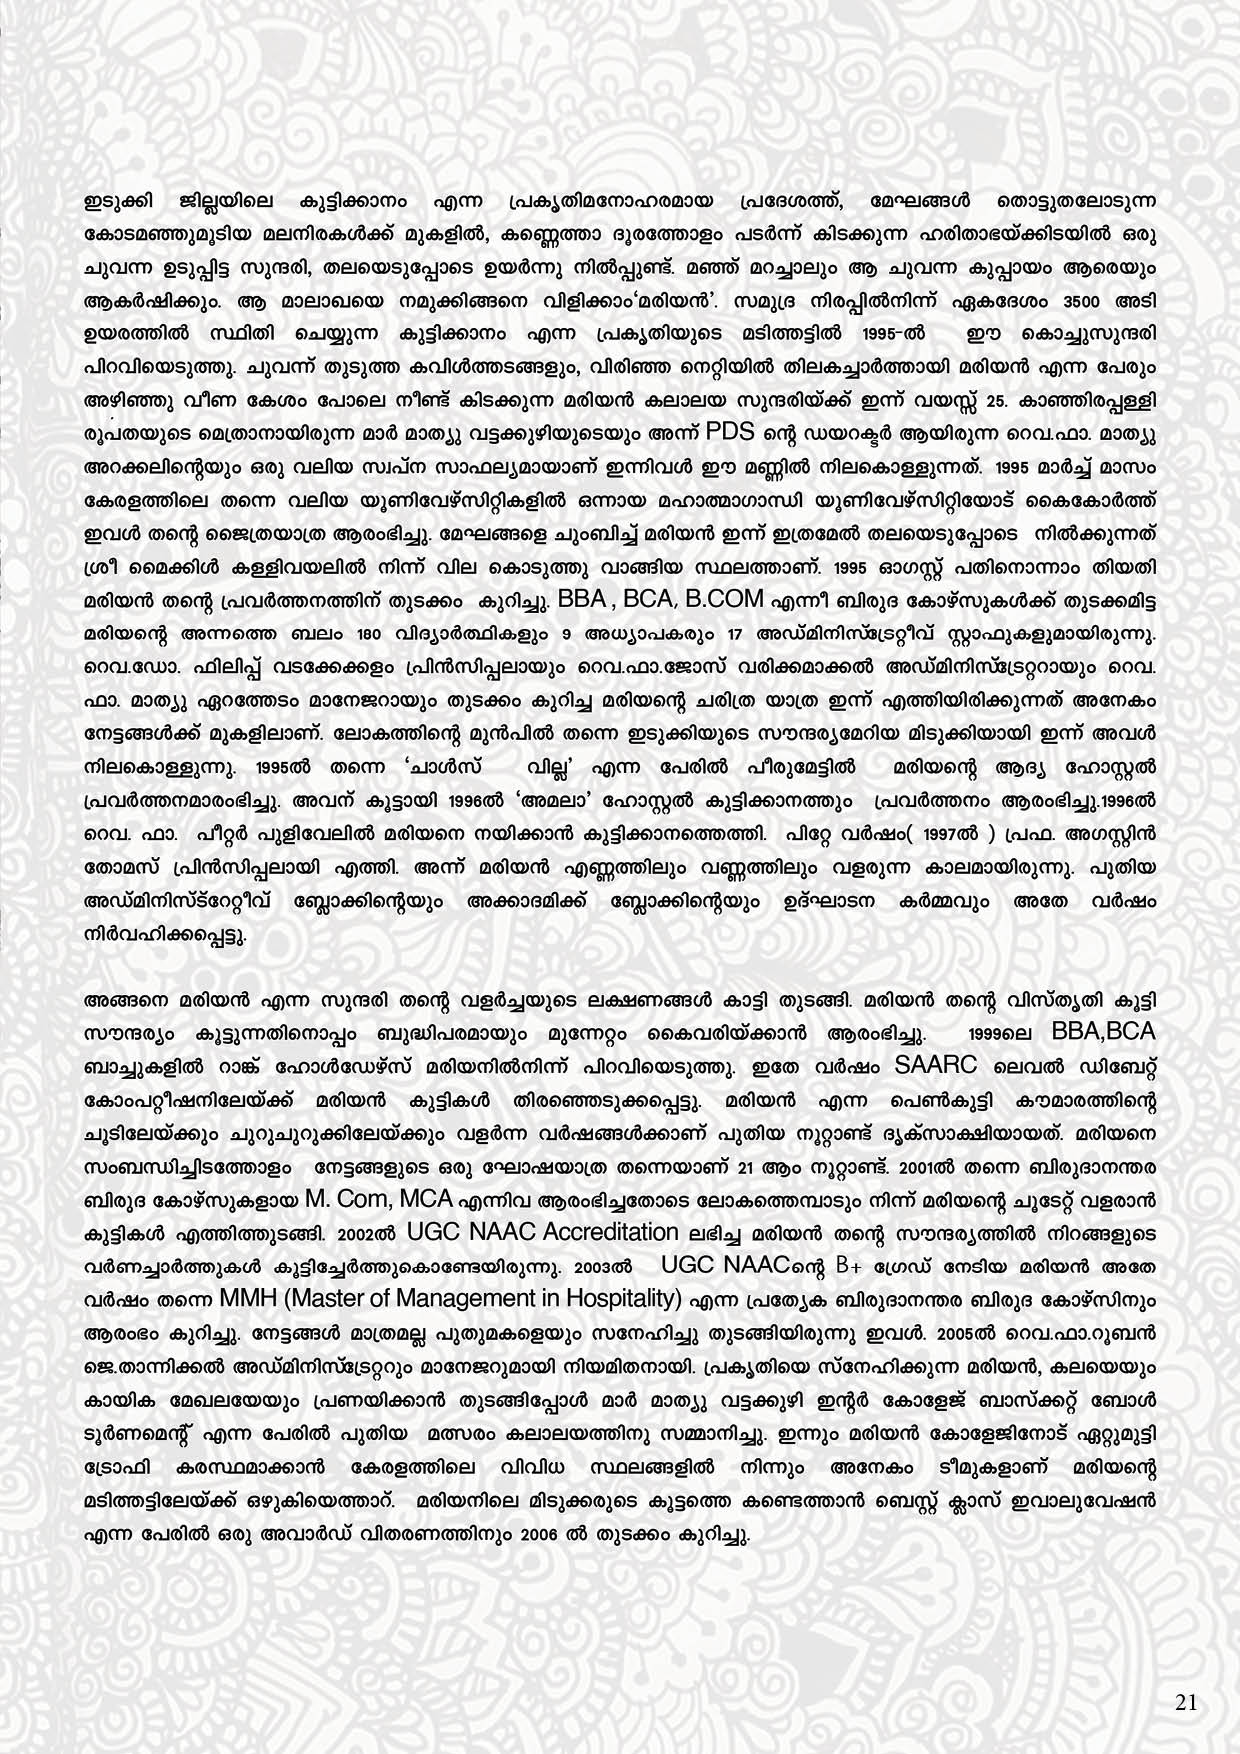 ഇടുക്കി ജില്ലയിലെ കുട്ടിക്കാനം എന്ന പ്രകൃതിമനോഹരമായ പ്രദേശത്ത്, മേഘങ്ങൾ തൊട്ടുതലോടുന്ന
കോടമഞ്ഞുമൂടിയ മലനിരകൾക്ക് മുകളിൽ, കണ്ണെത്താ ദൂരത്തോളം പടർന്ന് കിടക്കുന്ന ഹരിതാഭയ്ക്കിടയിൽ ഒരു
ചുവന്ന ഉടുപ്പിട്ട സുന്ദരി, തലയെടുപ്പോടെ ഉയർന്നു നിൽപ്പുണ്ട്. മഞ്ഞ് മറച്ചാലും ആ ചുവന്ന കുപ്പായം ആരെയും
ആകർഷിക്കും. ആ മാലാഖയെ നമുക്കിങ്ങനെ വിളിക്കാം‘മരിയൻ’. സമുദ്ര നിരപ്പിൽനിന്ന് ഏകദേശം 3500 അടി
ഉയരത്തിൽ സ്ഥിതി ചെയ്യുന്ന കുട്ടിക്കാനം എന്ന പ്രകൃതിയുടെ മടിത്തട്ടിൽ 1995-ൽ ഈ കൊച്ചുസുന്ദരി
പിറവിയെടുത്തു. ചുവന്ന് തുടുത്ത കവിൾത്തടങ്ങളും, വിരിഞ്ഞ നെറ്റിയിൽ തിലകച്ചാർത്തായി മരിയൻ എന്ന പേരും
അഴിഞ്ഞു വീണ കേശം പോലെ നീണ്ട് കിടക്കുന്ന മരിയൻ കലാലയ സുന്ദരിയ്ക്ക് ഇന്ന് വയസ്സ് 25. കാഞ്ഞിരപ്പള്ളി
രൂപതയുടെ മെത്രാനായിരുന്ന മാർ മാത്യു വട്ടക്കുഴിയുടെയും അന്ന് PDS ന്റെ ഡയറക്ടർ ആയിരുന്ന റെവ.ഫാ. മാത്യു
അറക്കലിന്റെയും ഒരു വലിയ സ്വപ്ന സാഫല്യമായാണ് ഇന്നിവൾ ഈ മണ്ണിൽ നിലകൊള്ളുന്നത്. 1995 മാർച്ച് മാസം
കേരളത്തിലെ തന്നെ വലിയ യൂണിവേഴ്സിറ്റികളിൽ ഒന്നായ മഹാത്മാഗാന്ധി യൂണിവേഴ്സിറ്റിയോട് കൈകോർത്ത്
ഇവൾ തന്റെ ജൈത്രയാത്ര ആരംഭിച്ചു. മേഘങ്ങളെ ചുംബിച്ച് മരിയൻ ഇന്ന് ഇത്രമേൽ തലയെടുപ്പോടെ നിൽക്കുന്നത്
ശ്രീ മൈക്കിൾ കള്ളിവയലിൽ നിന്ന് വില കൊടുത്തു വാങ്ങിയ സ്ഥലത്താണ്. 1995 ഓഗസ്റ്റ് പതിനൊന്നാം തിയതി
മരിയൻ തന്റെ പ്രവർത്തനത്തിന് തുടക്കം കുറിച്ചു. BBA , BCA, B.COM എന്നീ ബിരുദ കോഴ്സുകൾക്ക് തുടക്കമിട്ട
മരിയന്റെ അന്നത്തെ ബലം 180 വിദ്യാർത്ഥികളും 9 അധ്യാപകരും 17 അഡ്മിനിസ്ട്രേറ്റീവ് സ്റ്റാഫുകളുമായിരുന്നു.
റെവ.ഡോ. ഫിലിപ്പ് വടക്കേക്കളം പ്രിൻസിപ്പലായും റെവ.ഫാ.ജോസ് വരിക്കമാക്കൽ അഡ്മിനിസ്ട്രേറ്ററായും റെവ.
ഫാ. മാത്യു ഏറത്തേടം മാനേജറായും തുടക്കം കുറിച്ച മരിയന്റെ ചരിത്ര യാത്ര ഇന്ന് എത്തിയിരിക്കുന്നത് അനേകം
നേട്ടങ്ങൾക്ക് മുകളിലാണ്. ലോകത്തിന്റെ മുൻപിൽ തന്നെ ഇടുക്കിയുടെ സൗന്ദര്യമേറിയ മിടുക്കിയായി ഇന്ന് അവൾ
നിലകൊള്ളുന്നു. 1995ൽ തന്നെ ‘ചാൾസ് വില്ല’ എന്ന പേരിൽ പീരുമേട്ടിൽ മരിയന്റെ ആദ്യ ഹോസ്റ്റൽ
പ്രവർത്തനമാരംഭിച്ചു. അവന് കൂട്ടായി 1996ൽ ‘അമലാ’ ഹോസ്റ്റൽ കുട്ടിക്കാനത്തും പ്രവർത്തനം ആരംഭിച്ചു.1996ൽ
റെവ. ഫാ. പീറ്റർ പുളിവേലിൽ മരിയനെ നയിക്കാൻ കുട്ടിക്കാനത്തെത്തി. പിറ്റേ വർഷം( 1997ൽ ) പ്രഫ. അഗസ്റ്റിൻ
തോമസ് പ്രിൻസിപ്പലായി എത്തി. അന്ന് മരിയൻ എണ്ണത്തിലും വണ്ണത്തിലും വളരുന്ന കാലമായിരുന്നു. പുതിയ
അഡ്മിനിസ്ട്റേറ്റീവ് ബ്ലോക്കിന്റെയും അക്കാദമിക്ക് ബ്ലോക്കിന്റെയും ഉദ്ഘാടന കർമ്മവും അതേ വർഷം
നിർവഹിക്കപ്പെട്ടു.
അങ്ങനെ മരിയൻ എന്ന സുന്ദരി തന്റെ വളർച്ചയുടെ ലക്ഷണങ്ങൾ കാട്ടി തുടങ്ങി. മരിയൻ തന്റെ വിസ്തൃതി കൂട്ടി
സൗന്ദര്യം കൂട്ടുന്നതിനൊപ്പം ബുദ്ധിപരമായും മുന്നേറ്റം കൈവരിയ്ക്കാൻ ആരംഭിച്ചു. 1999ലെ BBA,BCA
ബാച്ചുകളിൽ റാങ്ക് ഹോൾഡേഴ്സ് മരിയനിൽനിന്ന് പിറവിയെടുത്തു. ഇതേ വർഷം SAARC ലെവൽ ഡിബേറ്റ്
കോംപറ്റീഷനിലേയ്ക്ക് മരിയൻ കുട്ടികൾ തിരഞ്ഞെടുക്കപ്പെട്ടു. മരിയൻ എന്ന പെൺകുട്ടി കൗമാരത്തിന്റെ
ചൂടിലേയ്ക്കും ചുറുചുറുക്കിലേയ്ക്കും വളർന്ന വർഷങ്ങൾക്കാണ് പുതിയ നൂറ്റാണ്ട് ദൃക്സാക്ഷിയായത്. മരിയനെ
സംബന്ധിച്ചിടത്തോളം നേട്ടങ്ങളുടെ ഒരു ഘോഷയാത്ര തന്നെയാണ് 21 ആം നൂറ്റാണ്ട്. 2001ൽ തന്നെ ബിരുദാനന്തര
ബിരുദ കോഴ്സുകളായ M. Com, MCA എന്നിവ ആരംഭിച്ചതോടെ ലോകത്തെമ്പാടും നിന്ന് മരിയന്റെ ചൂടേറ്റ് വളരാൻ
കുട്ടികൾ എത്തിത്തുടങ്ങി. 2002ൽ UGC NAAC Accreditation ലഭിച്ച മരിയൻ തന്റെ സൗന്ദര്യത്തിൽ നിറങ്ങളുടെ
വർണച്ചാർത്തുകൾ കൂട്ടിച്ചേർത്തുകൊണ്ടേയിരുന്നു. 2003ൽ UGC NAACന്റെ B+ ഗ്രേഡ് നേടിയ മരിയൻ അതേ
വർഷം തന്നെ MMH (Master of Management in Hospitality) എന്ന പ്രത്യേക ബിരുദാനന്തര ബിരുദ കോഴ്സിനും
ആരംഭം കുറിച്ചു. നേട്ടങ്ങൾ മാത്രമല്ല പുതുമകളെയും സനേഹിച്ചു തുടങ്ങിയിരുന്നു ഇവൾ. 2005ൽ റെവ.ഫാ.റൂബൻ
ജെ.താന്നിക്കൽ അഡ്മിനിസ്ട്രേറ്ററും മാനേജറുമായി നിയമിതനായി. പ്രകൃതിയെ സ്നേഹിക്കുന്ന മരിയൻ, കലയെയും
കായിക മേഖലയേയും പ്രണയിക്കാൻ തുടങ്ങിപ്പോൾ മാർ മാത്യു വട്ടക്കുഴി ഇന്റർ കോളേജ് ബാസ്ക്കറ്റ് ബോൾ
ടൂർണമെന്റ് എന്ന പേരിൽ പുതിയ മത്സരം കലാലയത്തിനു സമ്മാനിച്ചു. ഇന്നും മരിയൻ കോളേജിനോട് ഏറ്റുമുട്ടി
ട്രോഫി കരസ്ഥമാക്കാൻ കേരളത്തിലെ വിവിധ സ്ഥലങ്ങളിൽ നിന്നും അനേകം ടീമുകളാണ് മരിയന്റെ
മടിത്തട്ടിലേയ്ക്ക് ഒഴുകിയെത്താറ്. മരിയനിലെ മിടുക്കരുടെ കൂട്ടത്തെ കണ്ടെത്താൻ ബെസ്റ്റ് ക്ലാസ് ഇവാലുവേഷൻ
എന്ന പേരിൽ ഒരു അവാർഡ് വിതരണത്തിനും 2006 ൽ തുടക്കം കുറിച്ചു.
21